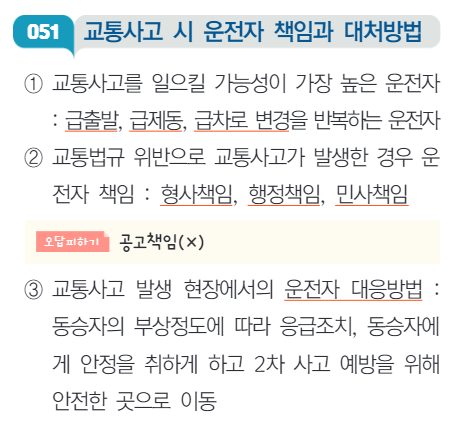 051 교통사고 시 운전자 책임과 대처방법
① 교통사고를 일으킬 가능성이 가장 높은 운전자
: 급출발, 급제동, 급차로 변경을 반복하는 운전자
② 교통법규 위반으로 교통사고가 발생한 경우 운
전자 책임 : 형사책임, 행정책임, 민사책임
오답피하기 공고책임(×)
③ 교통사고 발생 현장에서의 운전자 대응방법 :
동승자의 부상정도에 따라 응급조치, 동승자에
게 안정을 취하게 하고 2차 사고 예방을 위해
안전한 곳으로 이동